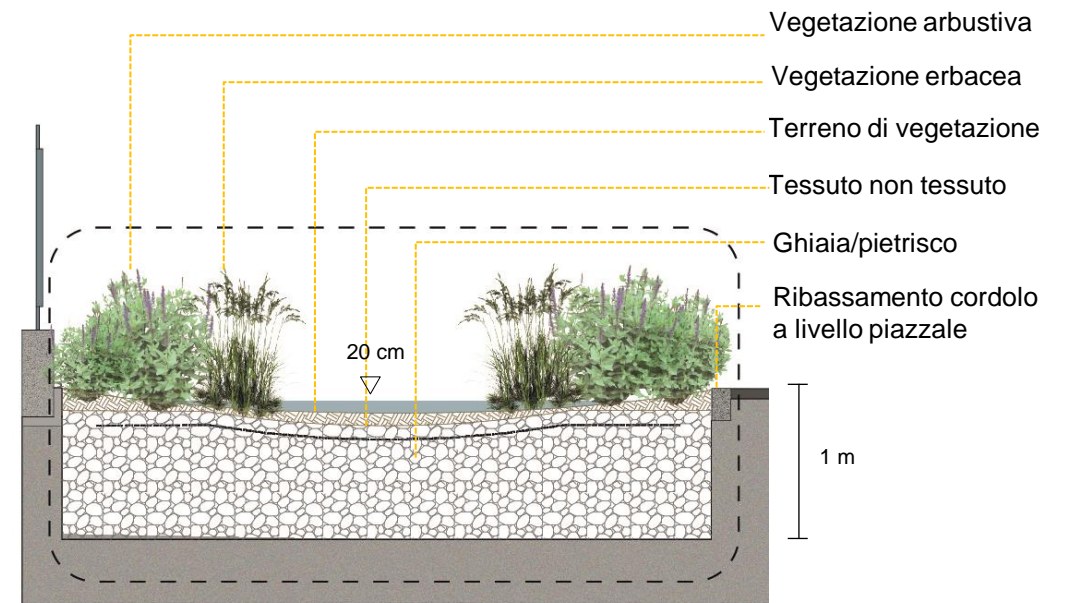 Vegetazione arbustiva
Vegetazione erbacea
Terreno di vegetazione
Tessuto non tessuto
Ghiaia/pietrisco
Ribassamento cordolo
a livello piazzale
20 cm
1 m